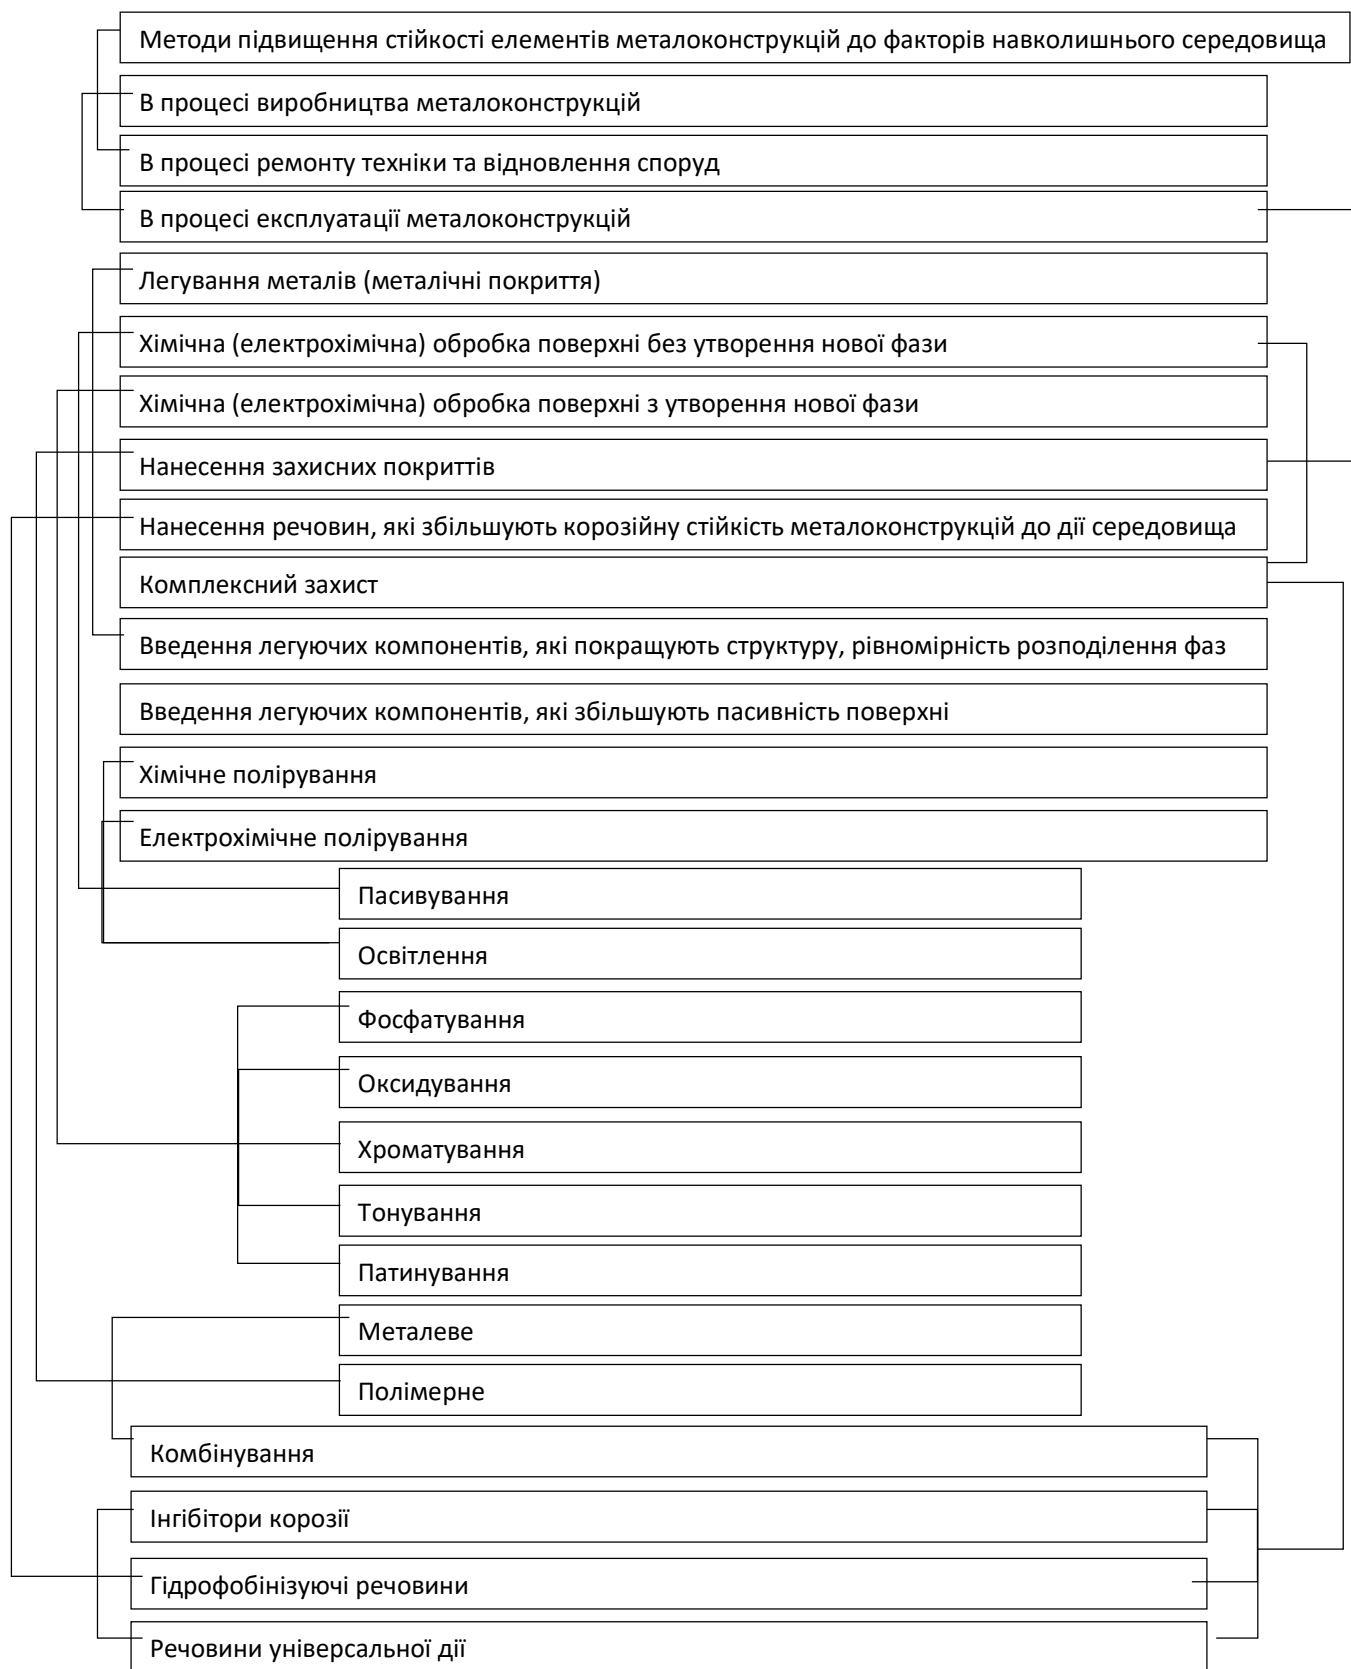 Методи підвищення стійкості елементів металоконструкцій до факторів навколишнього середовища
В процесі виробництва металоконструкцій
В процесі ремонту техніки та відновлення споруд
В процесі експлуатації металоконструкцій
Легування металів (металічні покриття)
Хімічна (електрохімічна) обробка поверхні без утворення нової фази
Хімічна (електрохімічна) обробка поверхні з утворення нової фази
Нанесення захисних покриттів
Нанесення речовин, які збільшують корозійну стійкість металоконструкцій до дії середовища
Комплексний захист
Введення легуючих компонентів, які покращують структуру, рівномірність розподілення фаз
Введення легуючих компонентів, які збільшують пасивність поверхні
Хімічне полірування
Електрохімічне полірування
Пасивування
Освітлення
Фосфатування
Оксидування
Хроматування
Тонування
Патинування
Металеве
Полімерне
Комбінування
Інгібітори корозії
Гідрофобінізуючі речовини
Речовини універсальної дії